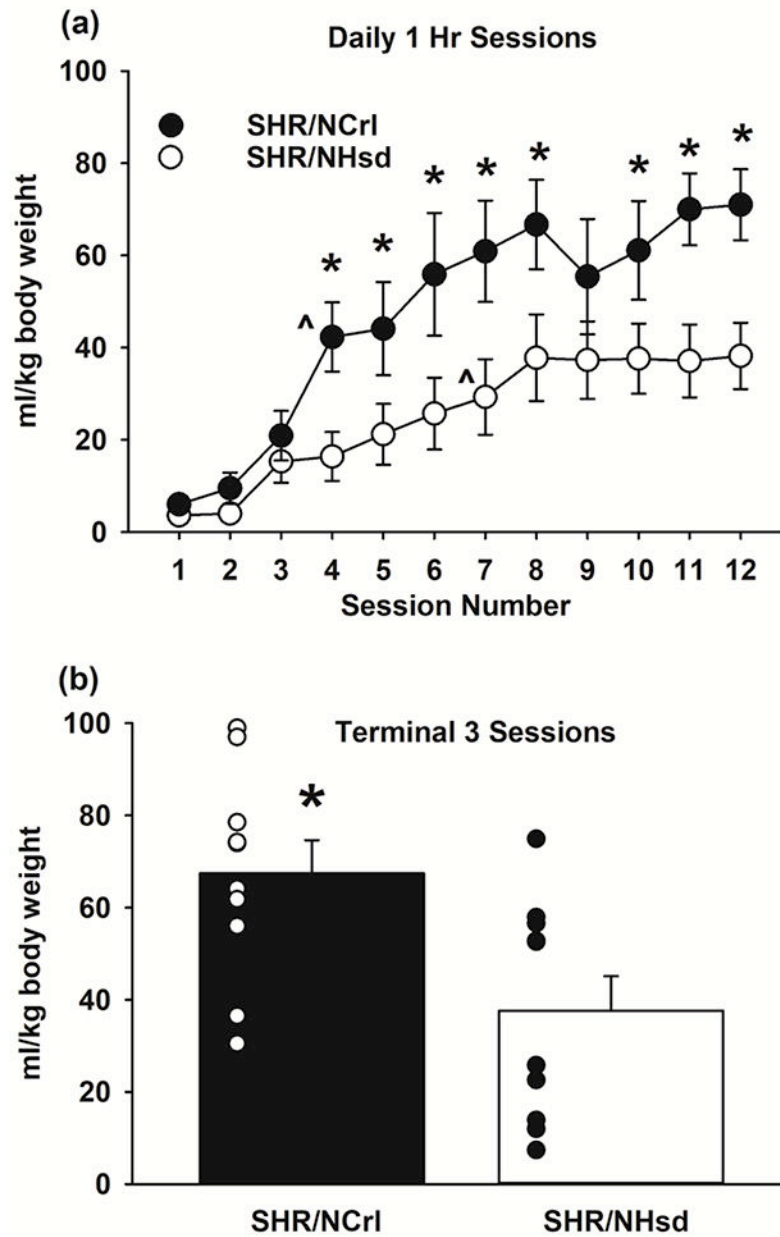 (a)
Daily 1 Hr Sessions
100
80
60
40
20
0
ml/kg body weight
SHR/NCrl
SHR/NHsd
* * * * * * * *
^ ^
1 2 3 4 5 6 7 8 9 10 11 12
Session Number
(b)
Terminal 3 Sessions
100
80
60
40
20
0
ml/kg body weight
*
SHR/NCrl SHR/NHsd